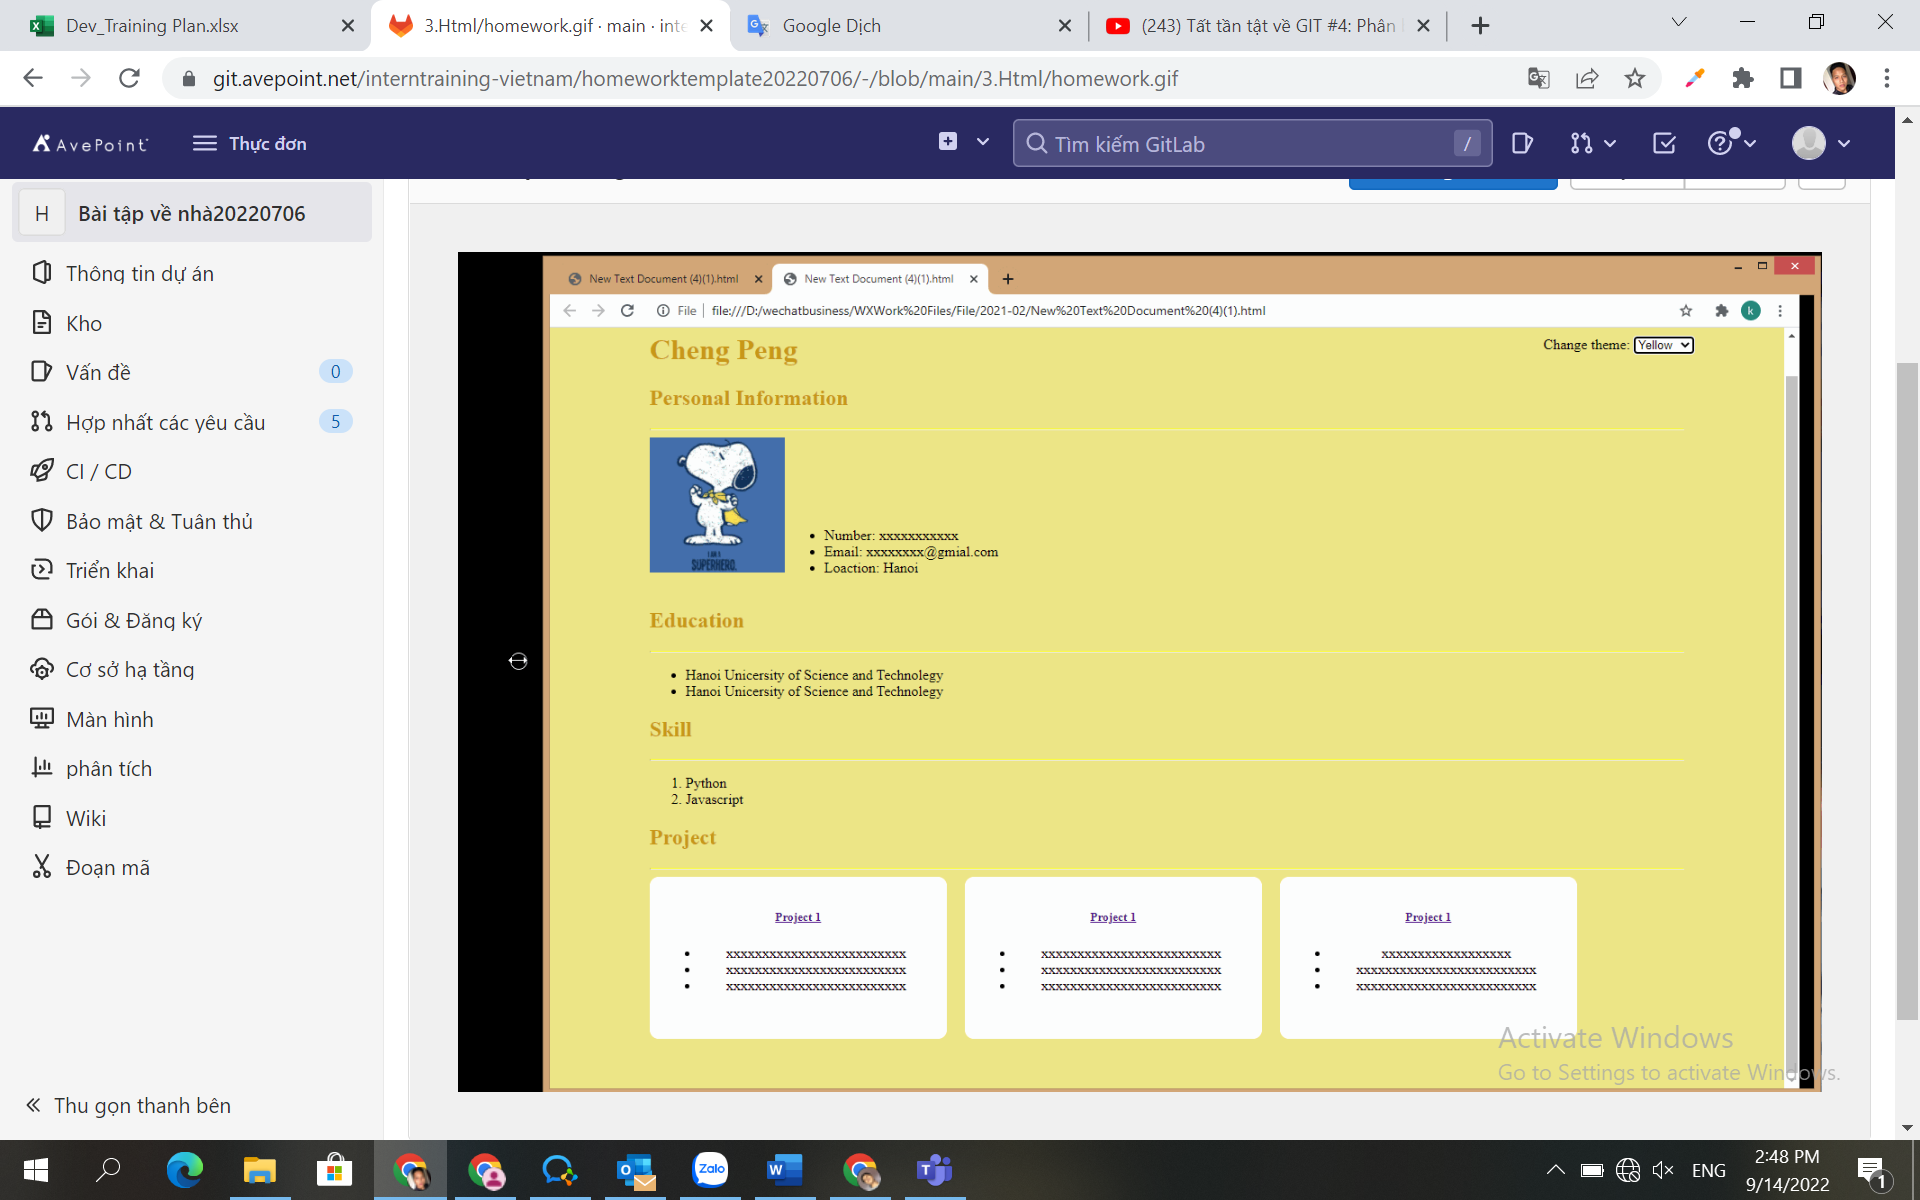 Dev_Training Plan.xlsx
3.Html/homework.gif · main · inte
Google Dịch
(243) Tất tần tật về GIT #4: Phân
git.avepoint.net/interntraining-vietnam/homeworktemplate20220706/-/blob/main/3.Html/homework.gif
AvePoint
Thực đơn
Tìm kiếm GitLab
/
H
Bài tập về nhà20220706
Thông tin dự án
Kho
Vấn đề
0
Hợp nhất các yêu cầu
5
CI / CD
Bảo mật & Tuân thủ
Triển khai
Gói & Đăng ký
Cơ sở hạ tầng
Màn hình
phân tích
Wiki
Đoạn mã
Thu gọn thanh bên
New Text Document (4)(1).html
New Text Document (4)(1).html
File
file:///D:/wechatbusiness/WXWork%20Files/File/2021-02/New%20Text%20Document%20(4)(1).html
k
Cheng Peng
Change theme: Yellow
Personal Information
I AM A
SUPERHERO.
• Number: xxxxxxxxxxx
• Email: xxxxxxxx@gmial.com
• Loaction: Hanoi
Education
• Hanoi Unicersity of Science and Technolegy
• Hanoi Unicersity of Science and Technolegy
Skill
1. Python
2. Javascript
Project
Project 1
• xxxxxxxxxxxxxxxxxxxxxxxxx
• xxxxxxxxxxxxxxxxxxxxxxxxx
• xxxxxxxxxxxxxxxxxxxxxxxxx
Project 1
• xxxxxxxxxxxxxxxxxxxxxxxxx
• xxxxxxxxxxxxxxxxxxxxxxxxx
• xxxxxxxxxxxxxxxxxxxxxxxxx
Project 1
• xxxxxxxxxxxxxxxxxx
• xxxxxxxxxxxxxxxxxxxxxxxxx
• xxxxxxxxxxxxxxxxxxxxxxxxx
Activate Windows
Go to Settings to activate Windows.
Zalo
ENG
2:48 PM
9/14/2022
1